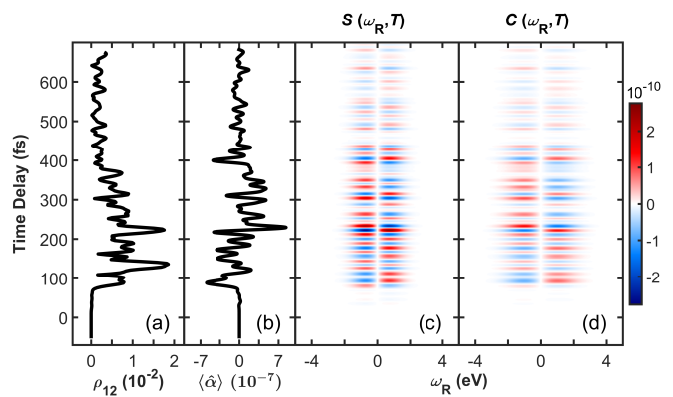 S (ω_R,T) C (ω_R,T)
10^-10
600
500
400
300
200
100
0
Time Delay (fs)
2
1
0
-1
-2
(a) (b) (c) (d)
0 1 2 -7 0 7 -4 0 4 -4 0 4
ρ_12 (10^-2) ⟨α̂⟩ (10^-7) ω_R (eV)